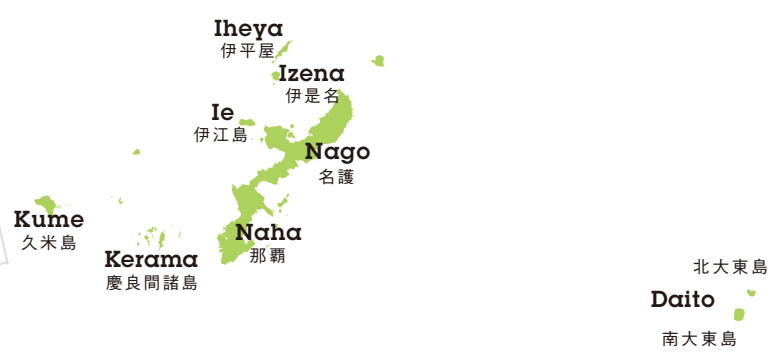 Iheya
伊平屋
Izena
伊是名
Ie
伊江島
Nago
名護
Kume
久米島
Naha
那覇
Kerama
慶良間諸島
北大東島
Daito
南大東島